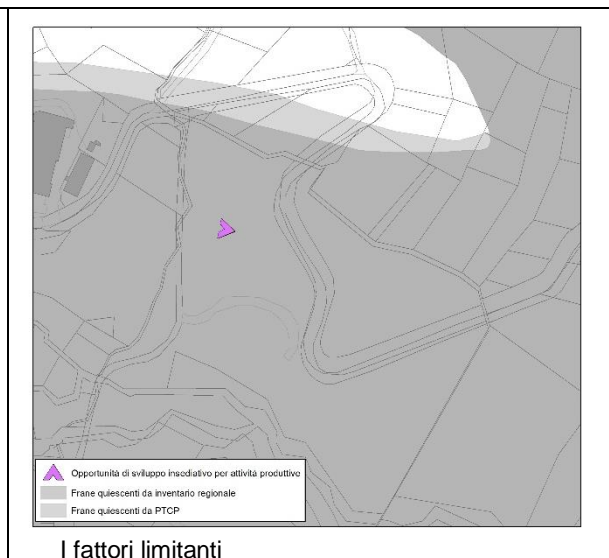 Opportunità di sviluppo insediativo per attività produttive
Frane quiescenti da inventario regionale
Frane quiescenti da PTCP
I fattori limitanti